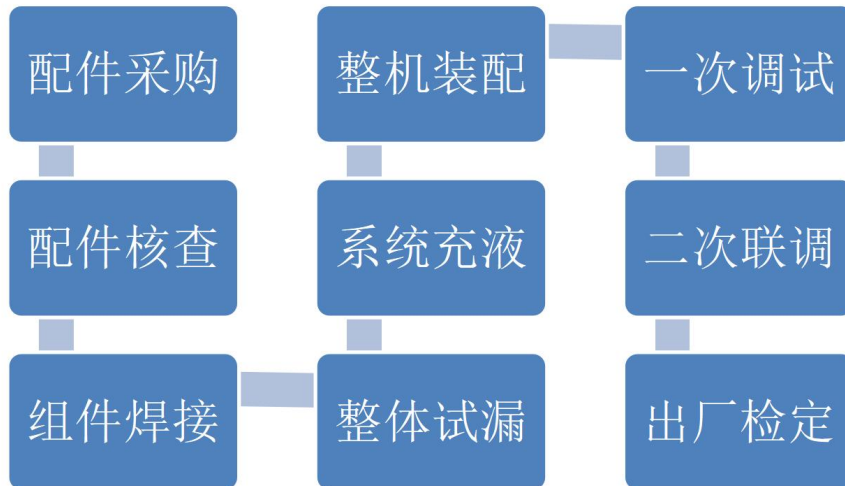 配件采购
配件核查
组件焊接
整体试漏
系统充液
整机装配
一次调试
二次联调
出厂检定